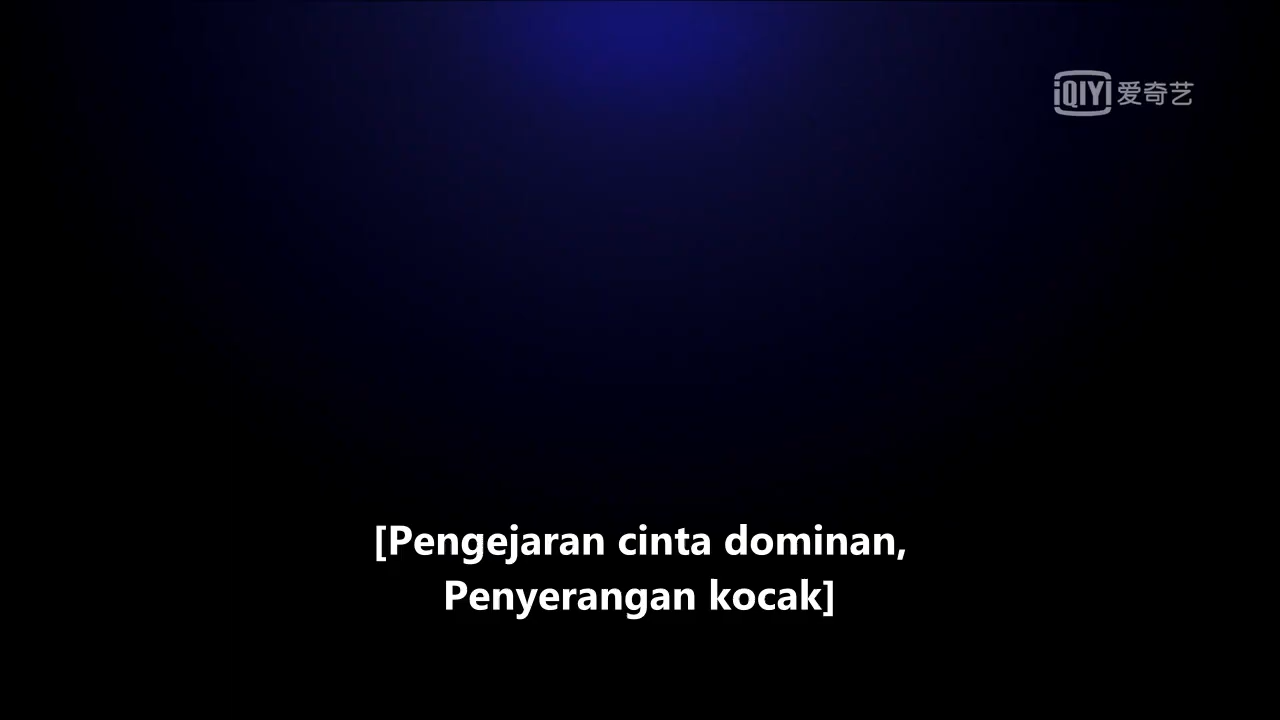 iQIYI 爱奇艺
[Pengejaran cinta dominan,
Penyerangan kocak]